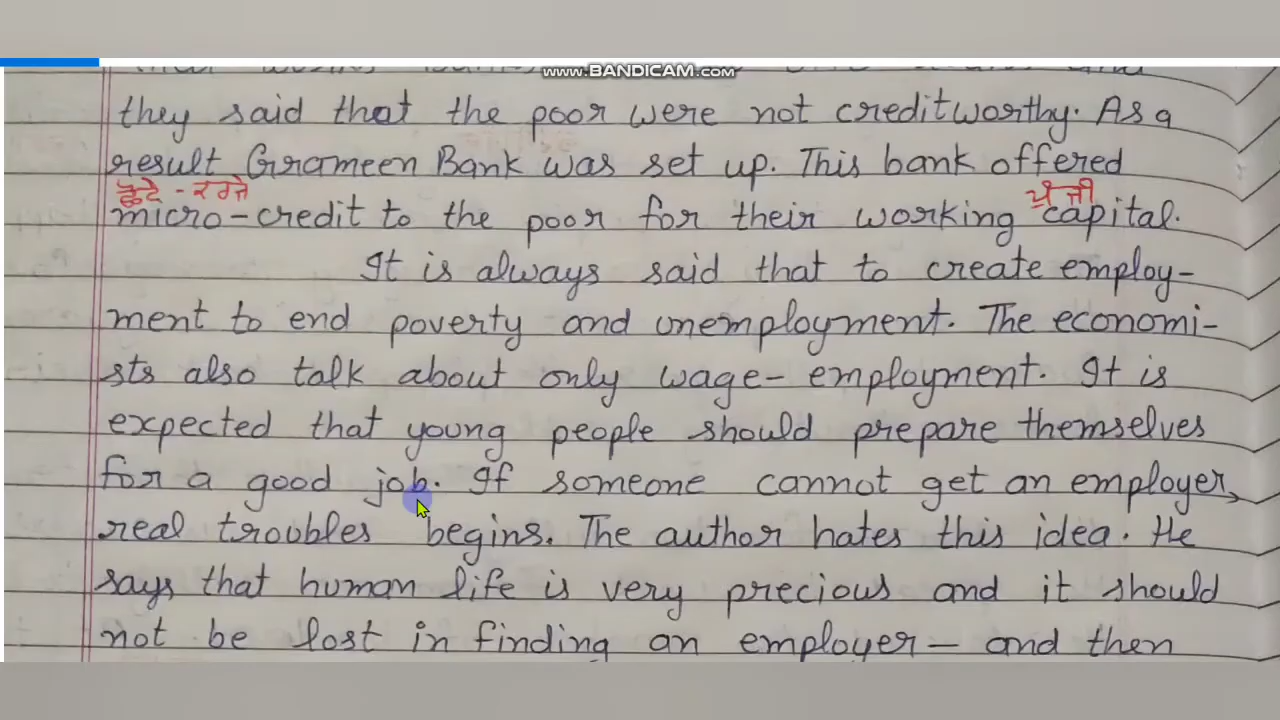 www.BANDICAM.com
they said that the poor were not creditworthy. As a
result Grameen Bank was set up. This bank offered
micro-credit to the poor for their working capital.
It is always said that to create employ-
ment to end poverty and unemployment. The economi-
sts also talk about only wage-employment. It is
expected that young people should prepare themselves
for a good job. If someone cannot get an employer,
real troubles begins. The author hates this idea. He
says that human life is very precious and it should
not be lost in finding an employer — and then